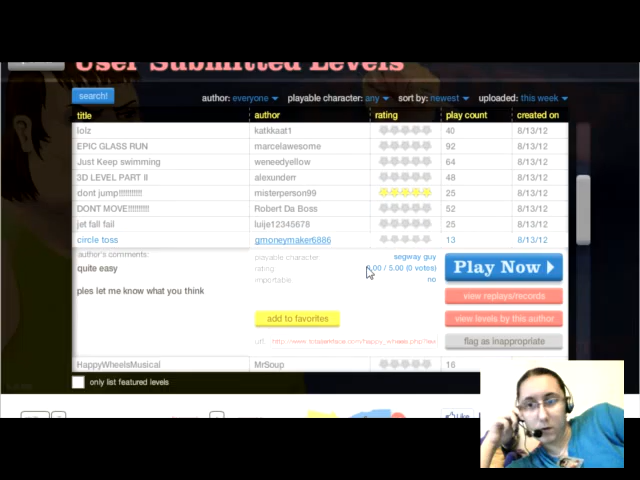 User Submitted Levels
search! author: everyone playable character: any sort by: newest uploaded: this week
title author rating play count created on
lolz katkkaat1 40 8/13/12
EPIC GLASS RUN marcelawesome 92 8/13/12
Just Keep swimming weneedyellow 64 8/13/12
3D LEVEL PART II alexunderr 48 8/13/12
dont jump!!!!!!!!!!! misterperson99 25 8/13/12
DONT MOVE!!!!!!!!! Robert Da Boss 52 8/13/12
jet fall fail luije12345678 25 8/13/12
circle toss gmoneymaker6886 13 8/13/12
author's comments: playable character: segway guy
quite easy rating: 0.00 / 5.00 (0 votes) Play Now
importable: no
ples let me know what you think
view replays/records
add to favorites view levels by this author
url: flag as inappropriate
HappyWheelsMusical MrSoup 16
only list featured levels
Like